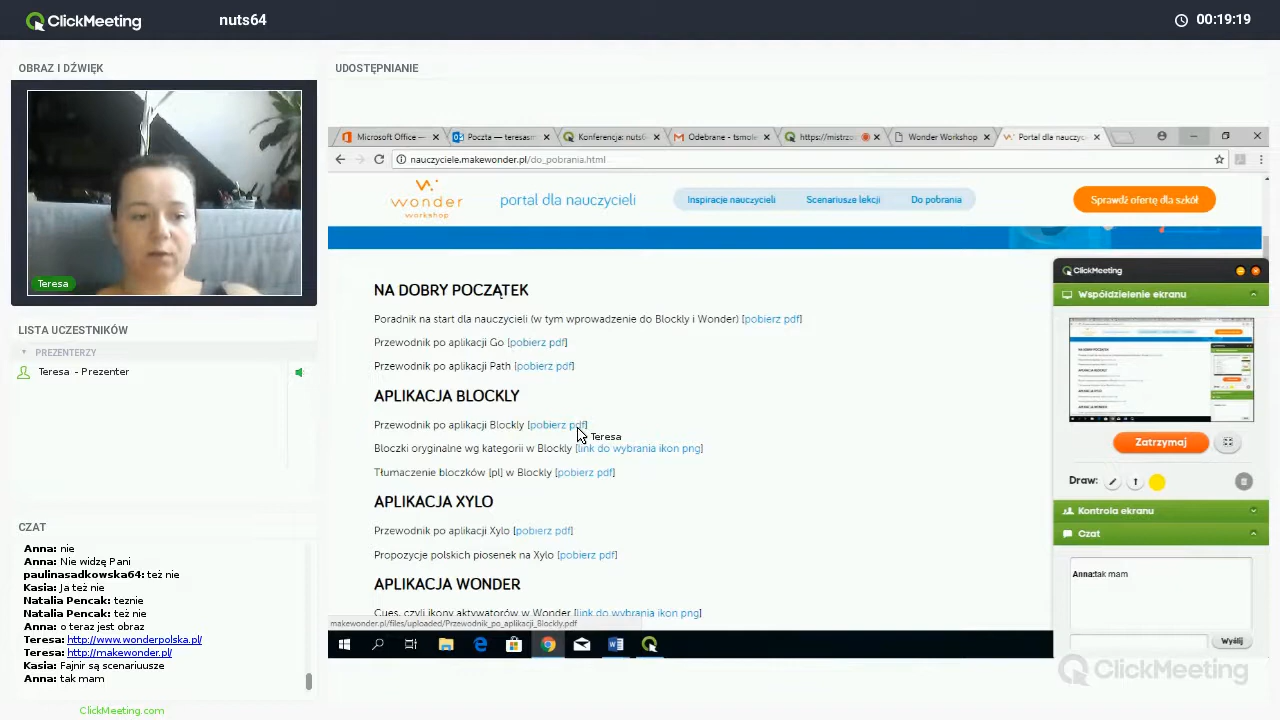 ClickMeeting
nuts64
00:19:19
OBRAZ I DŹWIĘK
Teresa
LISTA UCZESTNIKÓW
PREZENTERZY
Teresa - Prezenter
CZAT
Anna: nie
Anna: Nie widzę Pani
paulinasadkowska64: też nie
Kasia: Ja też nie
Natalia Pencak: teznie
Natalia Pencak: też nie
Anna: o teraz jest obraz
Teresa: http://www.wonderpolska.pl/
Teresa: http://makewonder.pl/
Kasia: Fajnir są scenariuusze
Anna: tak mam
ClickMeeting.com
UDOSTĘPNIANIE
Microsoft Office —
Poczta — teresasm
Konferencja: nuts6
Odebrane - tsmole
https://mistrzo
Wonder Workshop
Portal dla nauczyci
nauczyciele.makewonder.pl/do_pobrania.html
wonder
workshop
portal dla nauczycieli
Inspiracje nauczycieli
Scenariusze lekcji
Do pobrania
Sprawdź ofertę dla szkół
NA DOBRY POCZĄTEK
Poradnik na start dla nauczycieli (w tym wprowadzenie do Blockly i Wonder) [pobierz pdf]
Przewodnik po aplikacji Go [pobierz pdf]
Przewodnik po aplikacji Path [pobierz pdf]
APLIKACJA BLOCKLY
Przewodnik po aplikacji Blockly [pobierz pdf]
Teresa
Bloczki oryginalne wg kategorii w Blockly [link do wybrania ikon png]
Tłumaczenie bloczków [pl] w Blockly [pobierz pdf]
APLIKACJA XYLO
Przewodnik po aplikacji Xylo [pobierz pdf]
Propozycje polskich piosenek na Xylo [pobierz pdf]
APLIKACJA WONDER
Cues, czyli ikony aktywatorów w Wonder [link do wybrania ikon png]
makewonder.pl/files/uploaded/Przewodnik_po_aplikacji_Blockly.pdf
ClickMeeting
Współdzielenie ekranu
Zatrzymaj
Draw:
Kontrola ekranu
Czat
Anna:tak mam
Wyślij
ClickMeeting